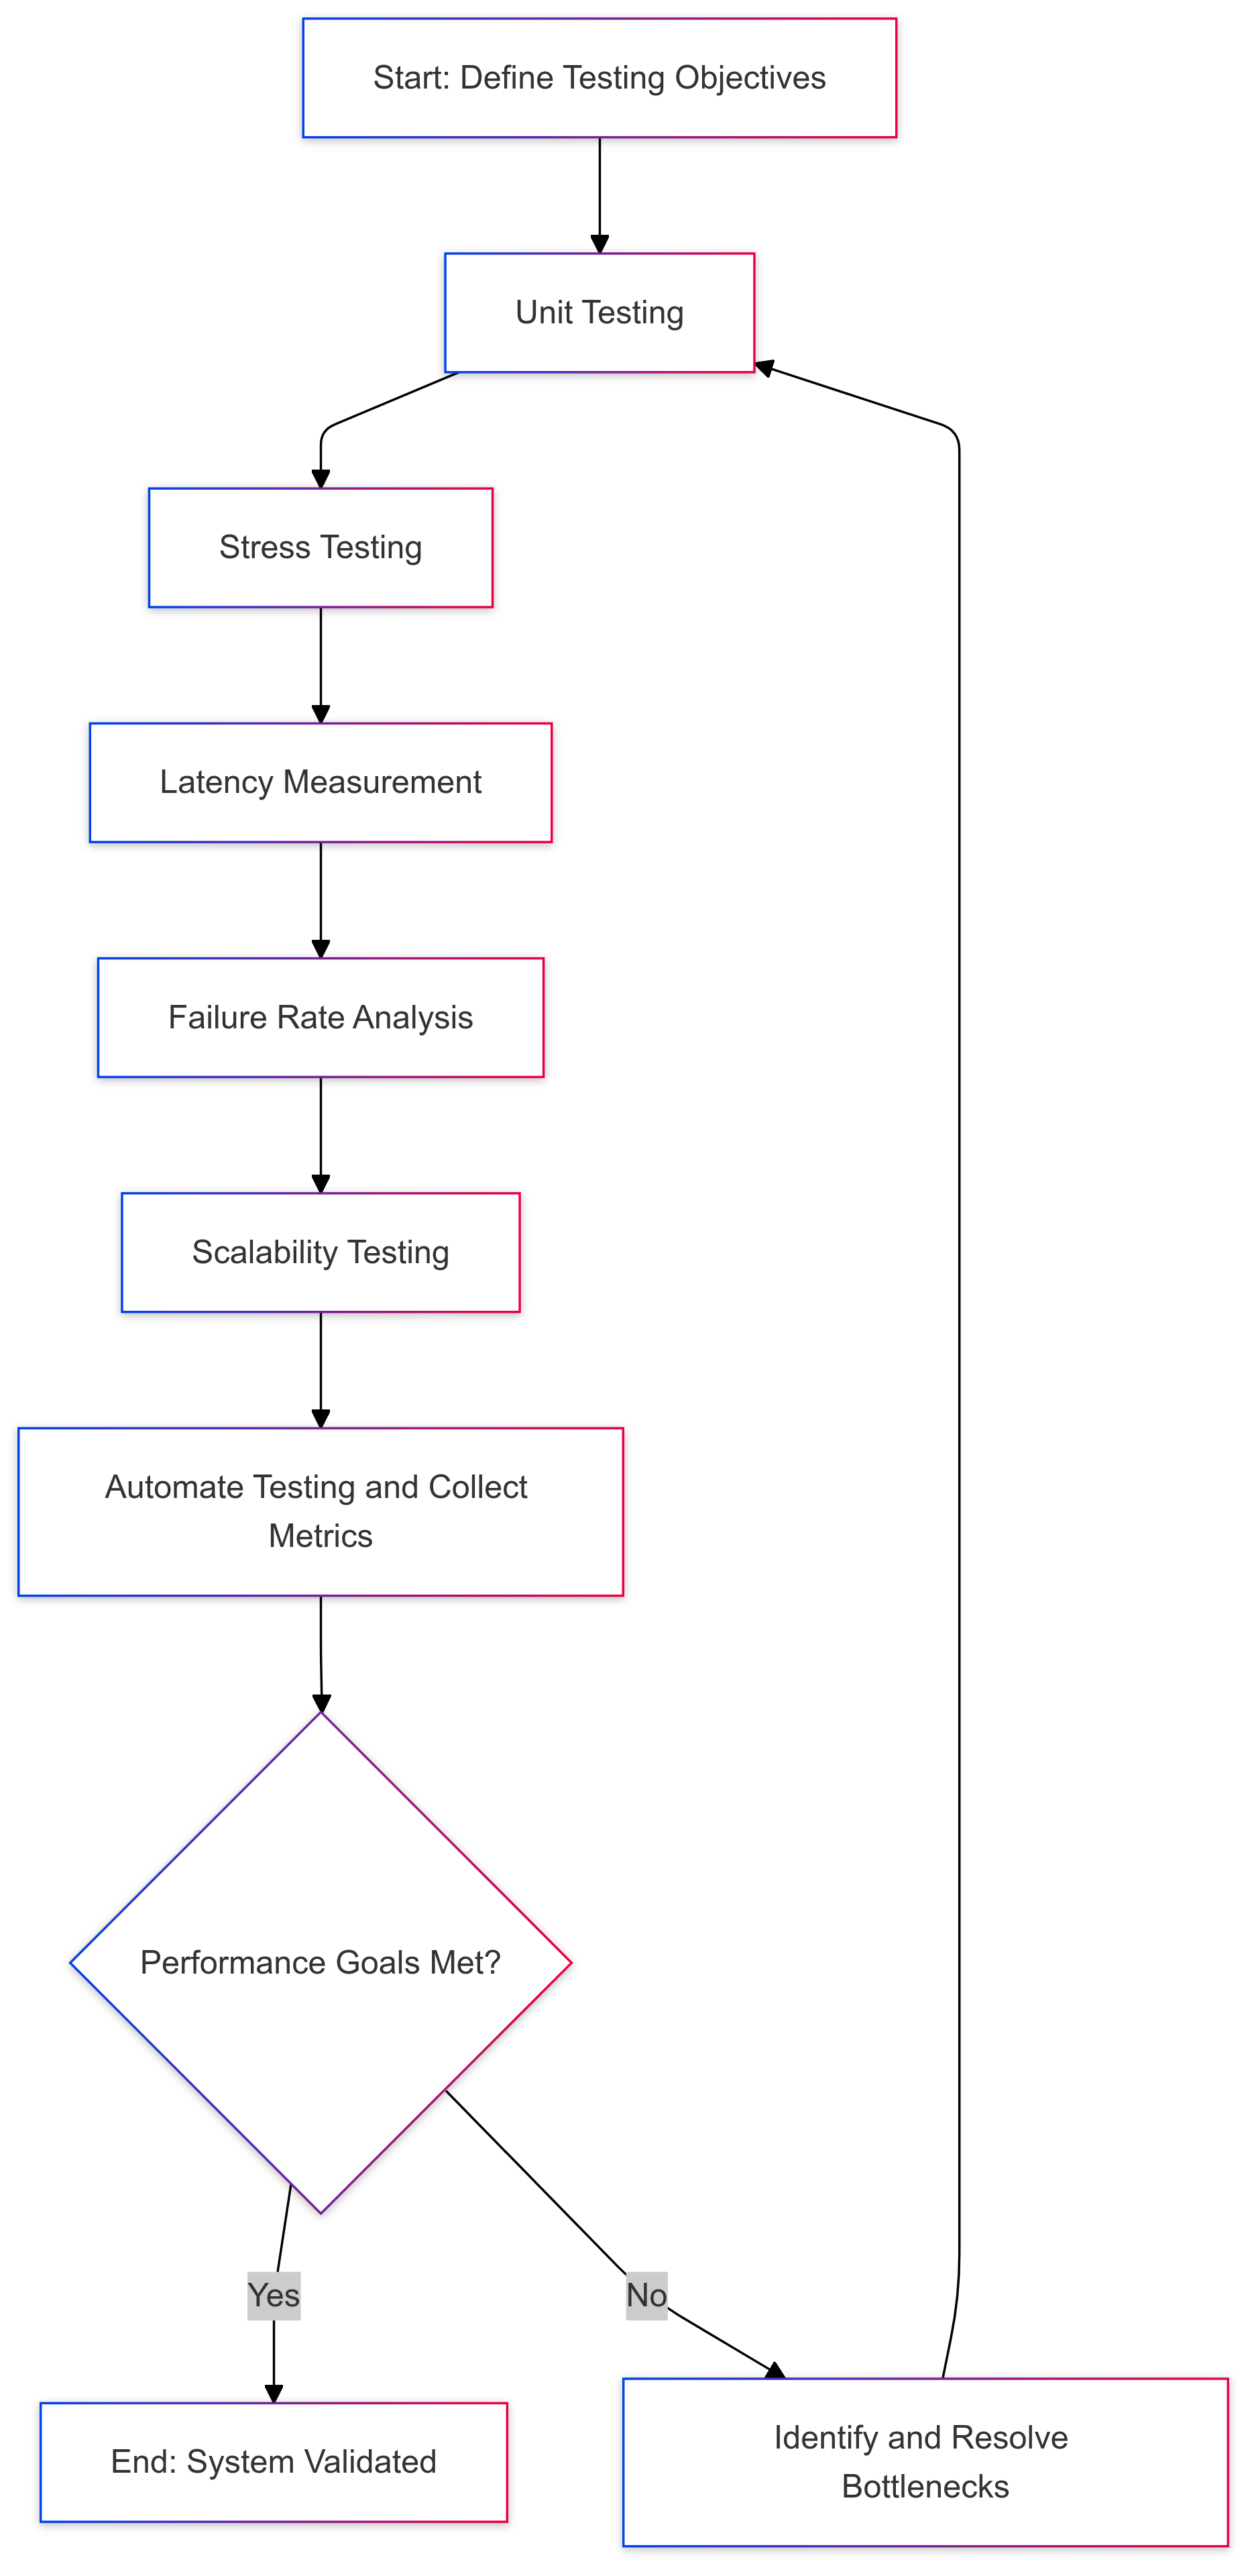 Start: Define Testing Objectives
Unit Testing
Stress Testing
Latency Measurement
Failure Rate Analysis
Scalability Testing
Automate Testing and Collect
Metrics
Performance Goals Met?
Yes
No
End: System Validated
Identify and Resolve
Bottlenecks